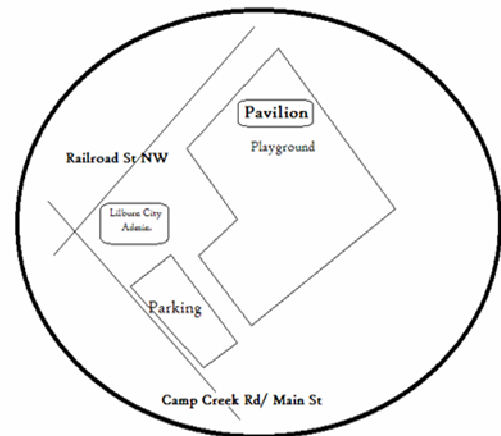 Pavilion
Playground
Railroad St NW
Lilburn City
Admin.
Parking
Camp Creek Rd/ Main St